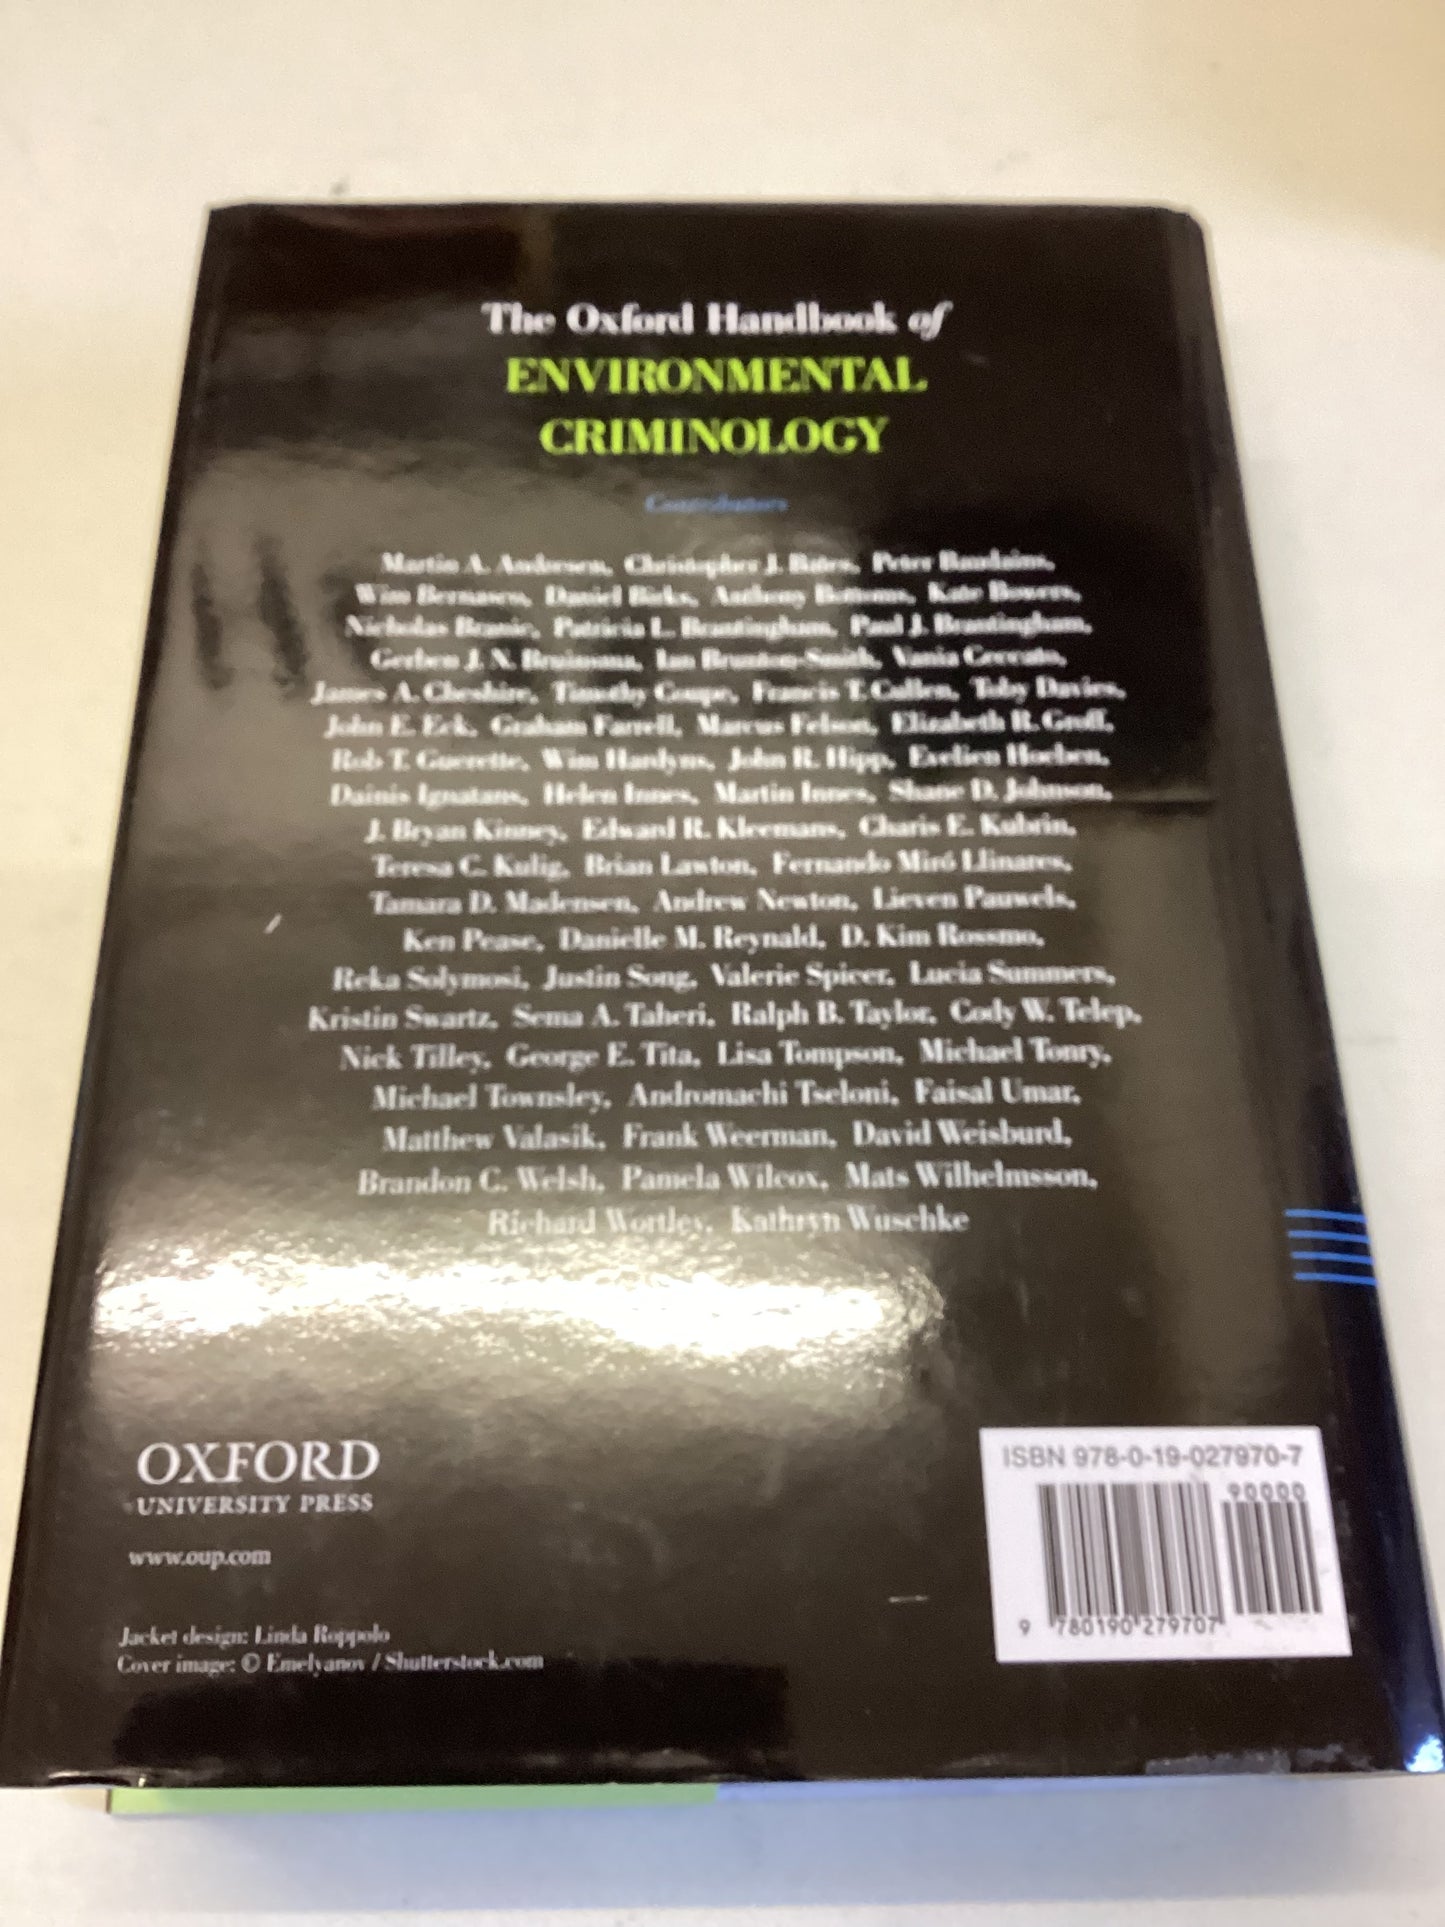 The Oxford Handbook of
ENVIRONMENTAL
CRIMINOLOGY
Contributors
Martin A. Andresen, Christopher J. Bates, Peter Baudains,
Wim Bernasco, Daniel Birks, Anthony Bottoms, Kate Bowers,
Nicholas Branic, Patricia L. Brantingham, Paul J. Brantingham,
Gerben J. N. Bruinsma, Ian Brunton-Smith, Vania Ceccato,
James A. Cheshire, Timothy Coupe, Francis T. Cullen, Toby Davies,
John E. Eck, Graham Farrell, Marcus Felson, Elizabeth R. Groff,
Rob T. Guerette, Wim Hardyns, John R. Hipp, Evelien Hoeben,
Dainis Ignatans, Helen Innes, Martin Innes, Shane D. Johnson,
J. Bryan Kinney, Edward R. Kleemans, Charis E. Kubrin,
Teresa C. Kulig, Brian Lawton, Fernando Miró Llinares,
Tamara D. Madensen, Andrew Newton, Lieven Pauwels,
Ken Pease, Danielle M. Reynald, D. Kim Rossmo,
Reka Solymosi, Justin Song, Valerie Spicer, Lucia Summers,
Kristin Swartz, Sema A. Taheri, Ralph B. Taylor, Cody W. Telep,
Nick Tilley, George E. Tita, Lisa Tompson, Michael Tonry,
Michael Townsley, Andromachi Tseloni, Faisal Umar,
Matthew Valasik, Frank Weerman, David Weisburd,
Brandon C. Welsh, Pamela Wilcox, Mats Wilhelmsson,
Richard Wortley, Kathryn Wuschke
OXFORD
UNIVERSITY PRESS
www.oup.com
Jacket design: Linda Roppolo
Cover image: © Emelyanov / Shutterstock.com
ISBN 978-0-19-027970-7
90000
9 780190 279707